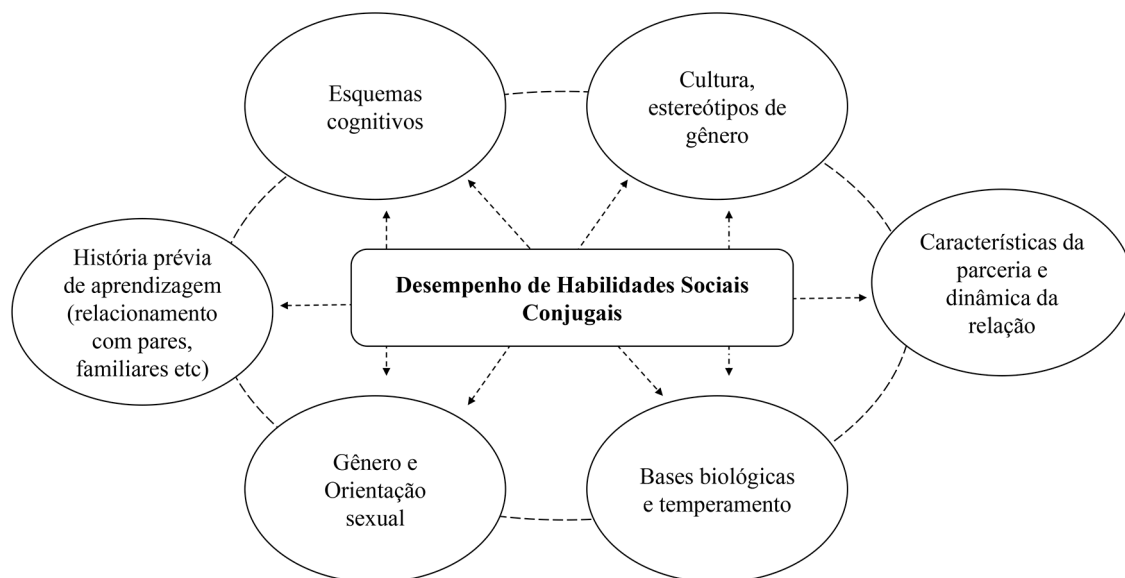 Esquemas
cognitivos
Cultura,
estereótipos de
gênero
História prévia
de aprendizagem
(relacionamento
com pares,
familiares etc)
Desempenho de Habilidades Sociais
Conjugais
Características da
parceria e
dinâmica da
relação
Gênero e
Orientação
sexual
Bases biológicas
e temperamento